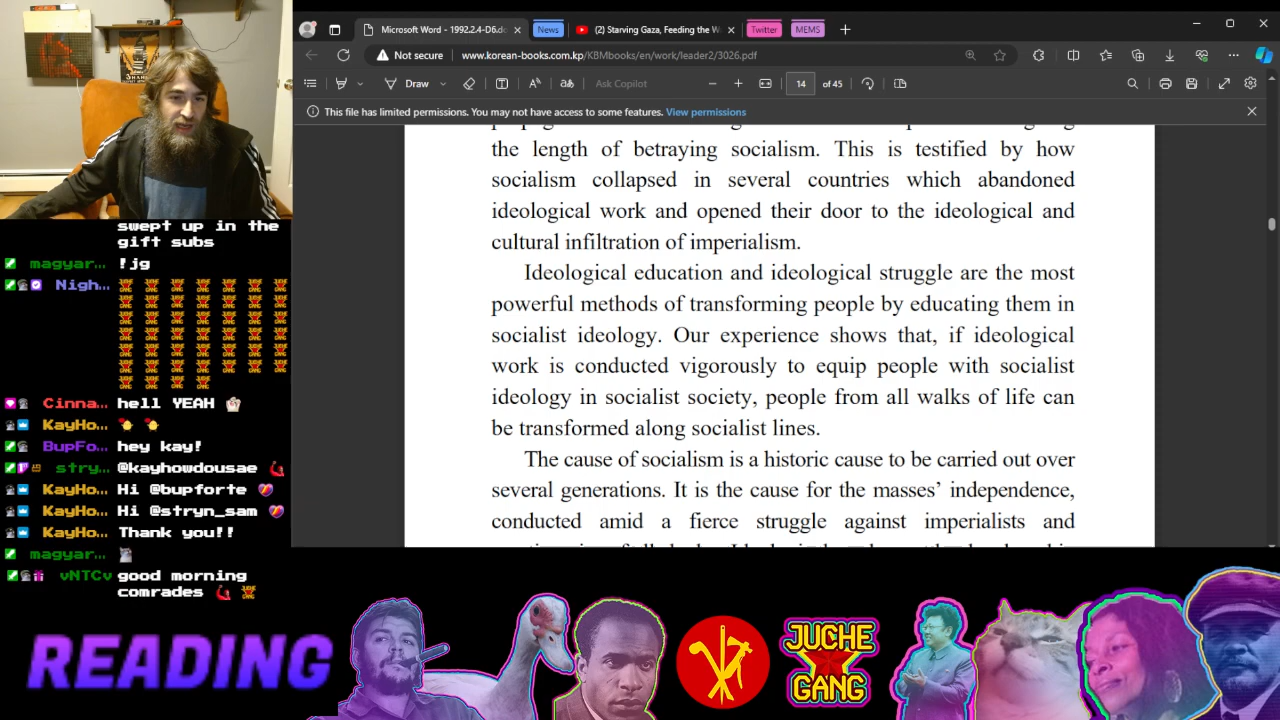 Microsoft Word - 1992.2.4-D6.do
News
(2) Starving Gaza, Feeding the W
Twitter
MEMS
Not secure
www.korean-books.com.kp/KBMbooks/en/work/leader2/3026.pdf
Draw
Ask Copilot
14 of 45
This file has limited permissions. You may not have access to some features. View permissions
the length of betraying socialism. This is testified by how
socialism collapsed in several countries which abandoned
ideological work and opened their door to the ideological and
cultural infiltration of imperialism.
Ideological education and ideological struggle are the most
powerful methods of transforming people by educating them in
socialist ideology. Our experience shows that, if ideological
work is conducted vigorously to equip people with socialist
ideology in socialist society, people from all walks of life can
be transformed along socialist lines.
The cause of socialism is a historic cause to be carried out over
several generations. It is the cause for the masses’ independence,
conducted amid a fierce struggle against imperialists and
swept up in the
gift subs
magyar... !jg
Nigh...
Cinna... hell YEAH
KayHo...
BupFo... hey kay!
stry... @kayhowdousae
KayHo... Hi @bupforte
KayHo... Hi @stryn_sam
KayHo... Thank you!!
magyar...
vNTCv good morning
comrades
READING
JUCHE
GANG